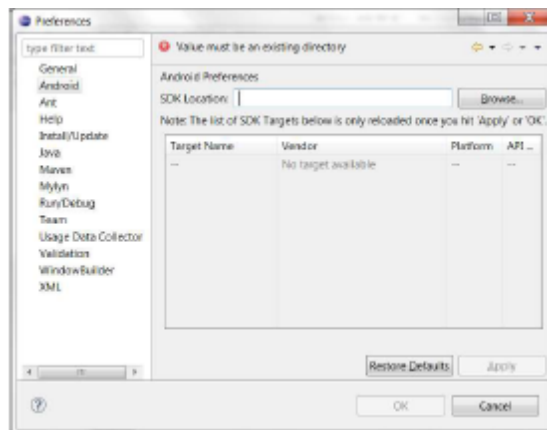 Preferences
type filter text
General
Android
Ant
Help
Install/Update
Java
Maven
Mylyn
Run/Debug
Team
Usage Data Collector
Validation
WindowBuilder
XML
Value must be an existing directory
Android Preferences
SDK Location:
Browse...
Note: The list of SDK Targets below is only reloaded once you hit 'Apply' or 'OK'.
Target Name Vendor Platform API ...
--- No target available --- ---
Restore Defaults Apply
OK Cancel